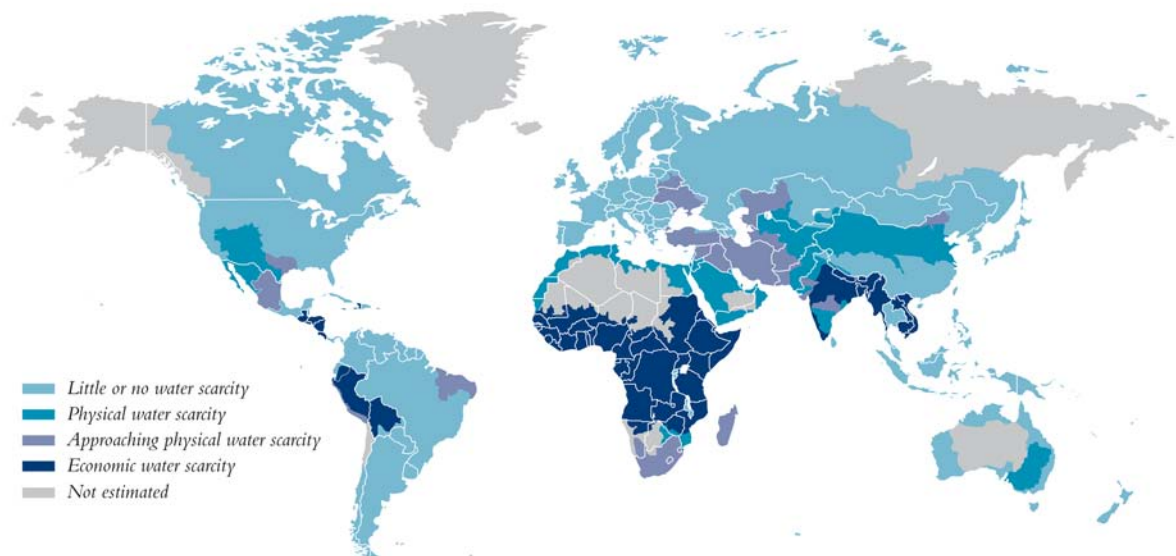 Little or no water scarcity
Physical water scarcity
Approaching physical water scarcity
Economic water scarcity
Not estimated